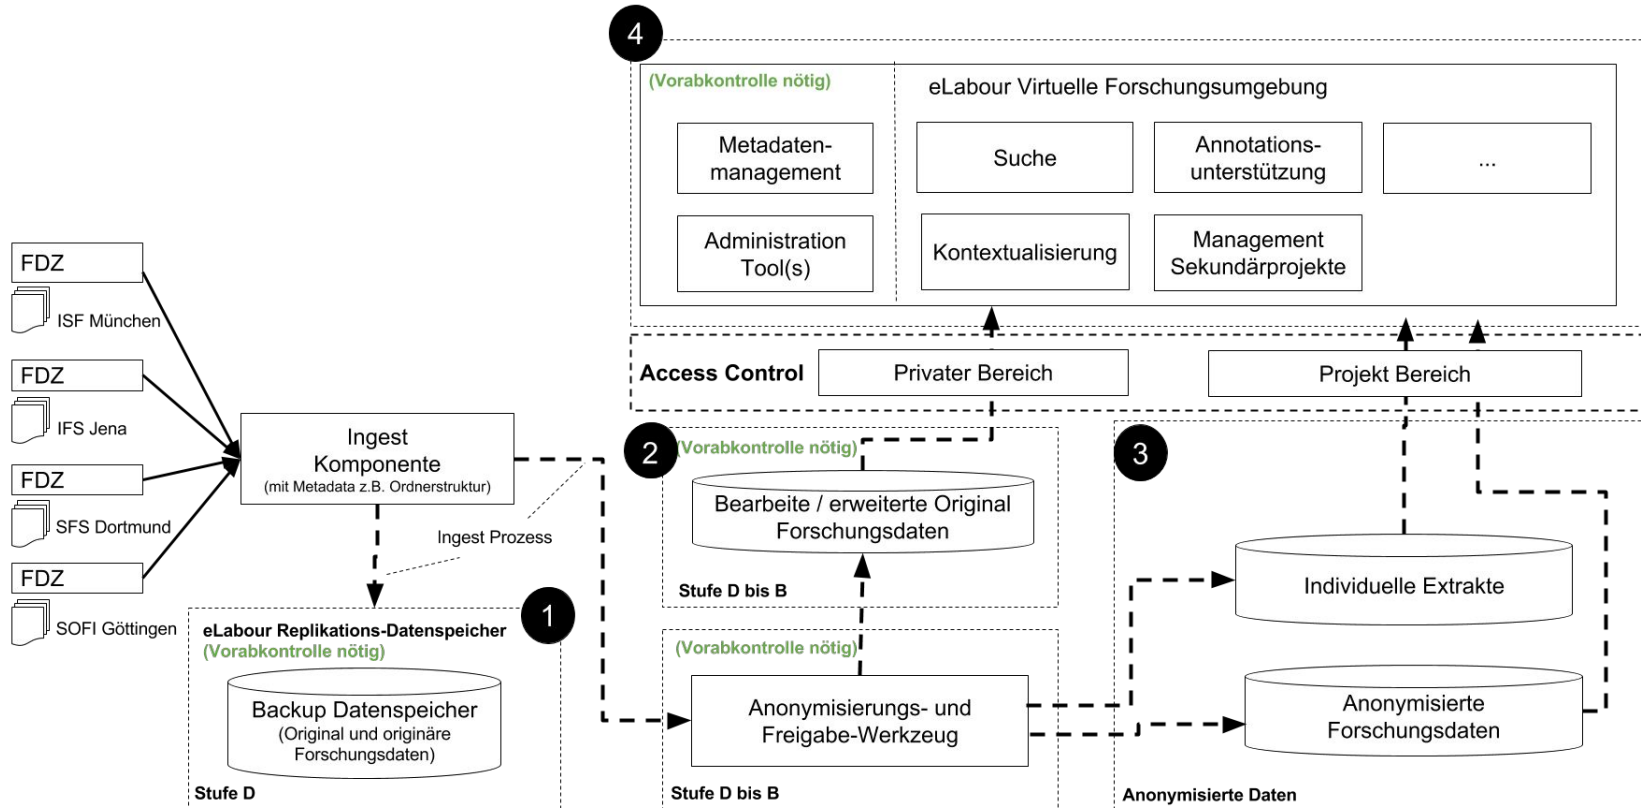 4
(Vorabkontrolle nötig)
eLabour Virtuelle Forschungsumgebung
Metadaten-
management
Suche
Annotations-
unterstützung
...
Administration
Tool(s)
Kontextualisierung
Management
Sekundärprojekte
FDZ
ISF München
FDZ
IFS Jena
FDZ
SFS Dortmund
FDZ
SOFI Göttingen
Ingest
Komponente
(mit Metadata z.B. Ordnerstruktur)
Ingest Prozess
Access Control
Privater Bereich
Projekt Bereich
2
(Vorabkontrolle nötig)
Bearbeite / erweiterte Original
Forschungsdaten
Stufe D bis B
3
Individuelle Extrakte
Anonymisierte
Forschungsdaten
Anonymisierte Daten
1
eLabour Replikations-Datenspeicher
(Vorabkontrolle nötig)
Backup Datenspeicher
(Original und originäre
Forschungsdaten)
Stufe D
(Vorabkontrolle nötig)
Anonymisierungs- und
Freigabe-Werkzeug
Stufe D bis B